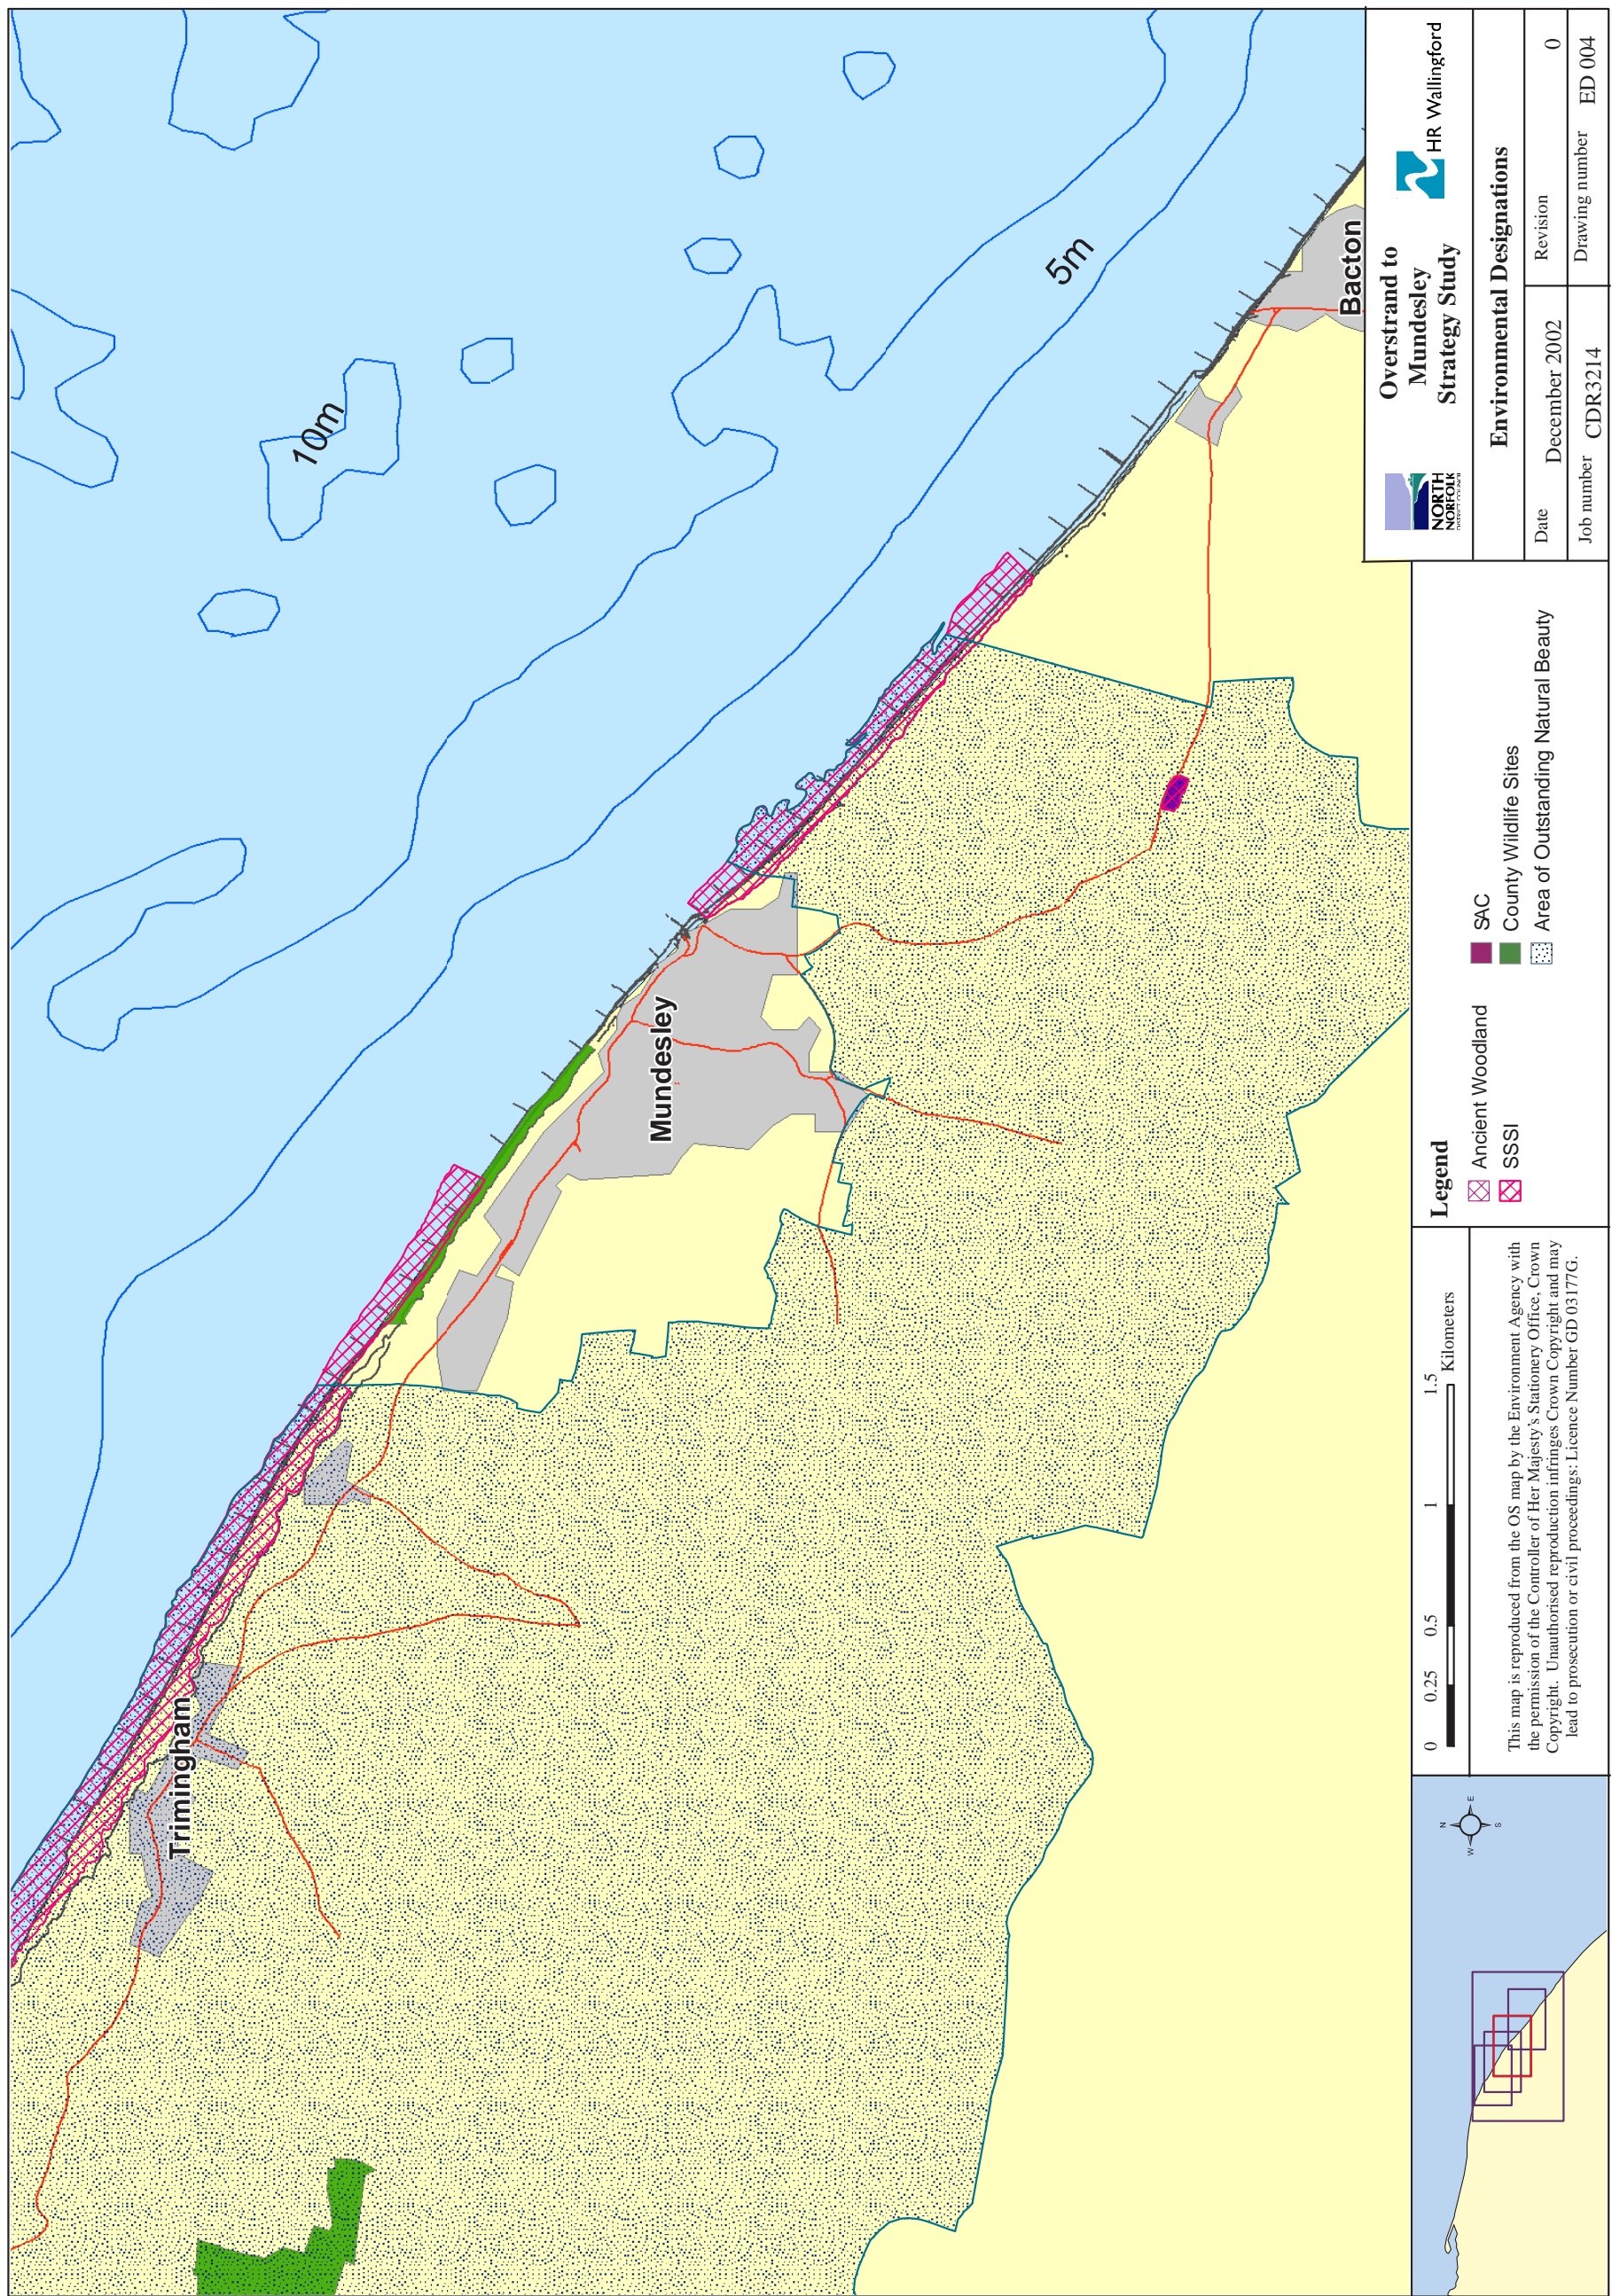 10m
5m
Trimingham
Mundesley
Bacton
N
W
E
S
0 0.25 0.5 1 1.5 Kilometers
This map is reproduced from the OS map by the Environment Agency with
the permission of the Controller of Her Majesty's Stationery Office, Crown
Copyright. Unauthorised reproduction infringes Crown Copyright and may
lead to prosecution or civil proceedings: Licence Number GD 03177G.
Legend
Ancient Woodland
SSSI
SAC
County Wildlife Sites
Area of Outstanding Natural Beauty
NORTH
NORFOLK
DISTRICT COUNCIL
Overstrand to
Mundesley
Strategy Study
HR Wallingford
Environmental Designations
Date December 2002
Revision 0
Job number CDR3214
Drawing number ED 004